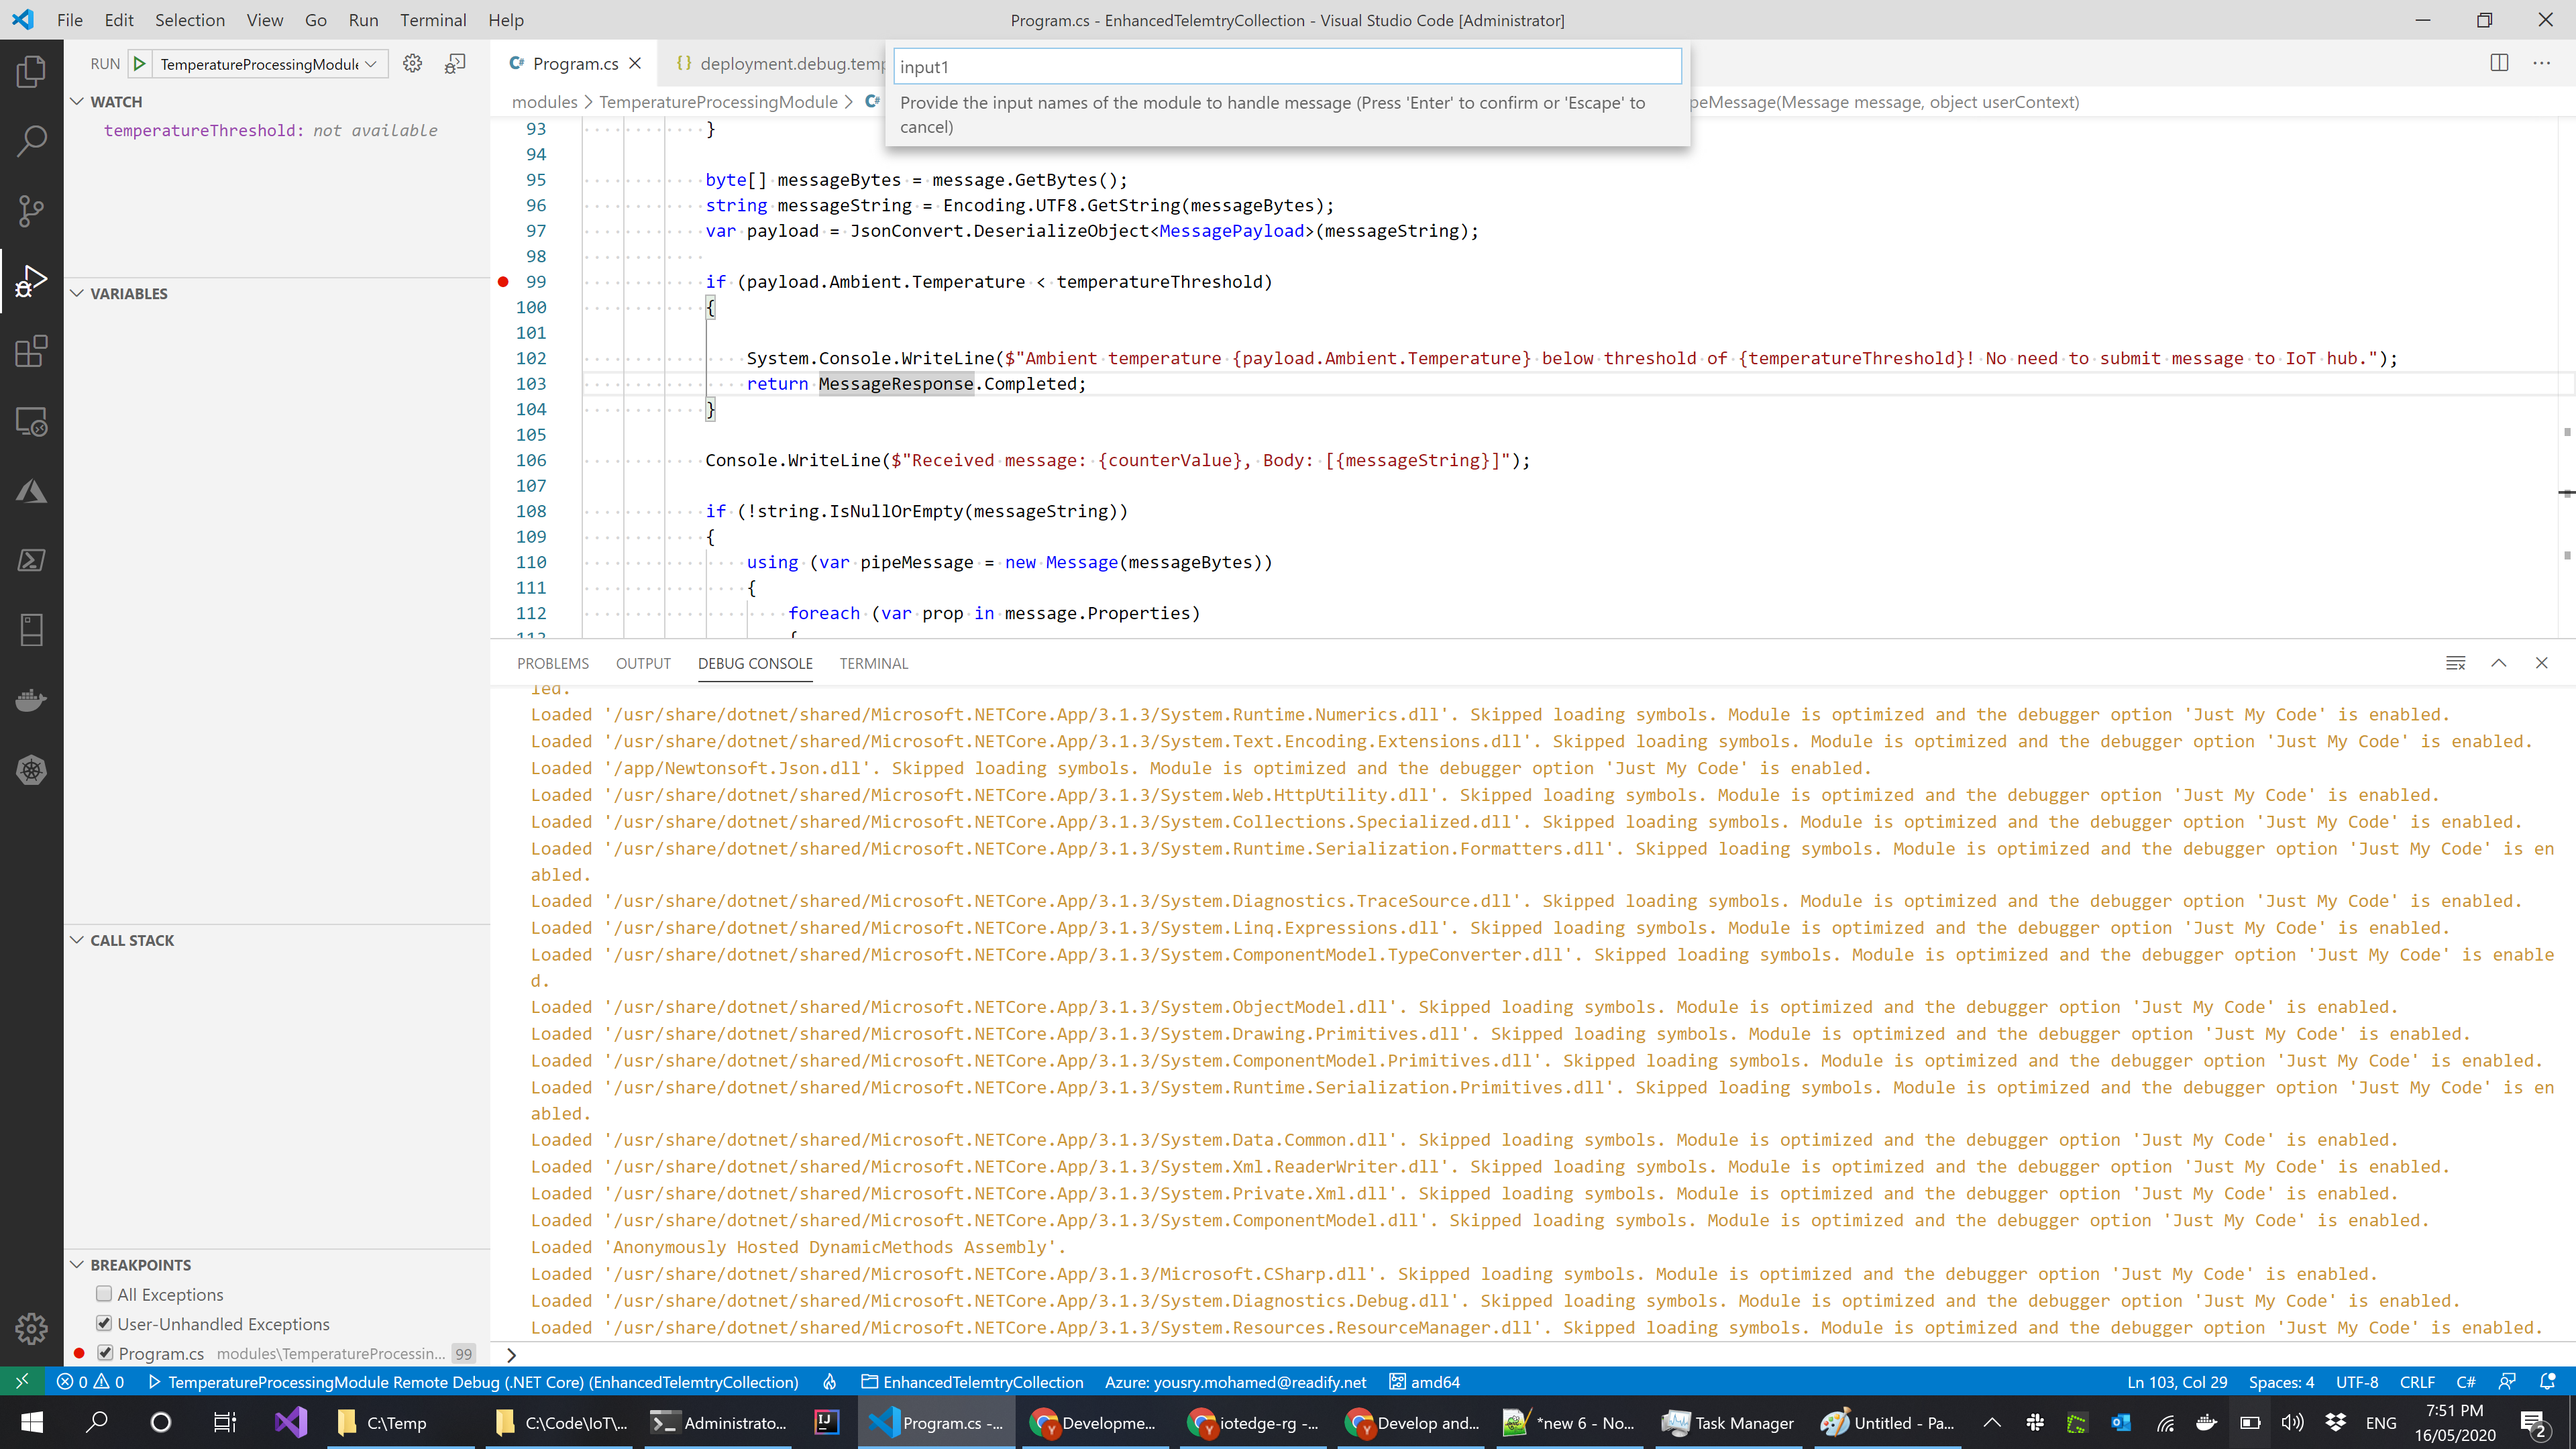 File Edit Selection View Go Run Terminal Help
Program.cs - EnhancedTelemtryCollection - Visual Studio Code [Administrator]
RUN TemperatureProcessingModule
Program.cs
{} deployment.debug.temp
input1
Provide the input names of the module to handle message (Press 'Enter' to confirm or 'Escape' to
cancel)
modules > TemperatureProcessingModule >
peMessage(Message message, object userContext)
WATCH
temperatureThreshold: not available
VARIABLES
CALL STACK
BREAKPOINTS
All Exceptions
User-Unhandled Exceptions
Program.cs modules\TemperatureProcessin... 99
93 }
94
95 byte[] messageBytes = message.GetBytes();
96 string messageString = Encoding.UTF8.GetString(messageBytes);
97 var payload = JsonConvert.DeserializeObject<MessagePayload>(messageString);
98
99 if (payload.Ambient.Temperature < temperatureThreshold)
100 {
101
102 System.Console.WriteLine($"Ambient temperature {payload.Ambient.Temperature} below threshold of {temperatureThreshold}! No need to submit message to IoT hub.");
103 return MessageResponse.Completed;
104 }
105
106 Console.WriteLine($"Received message: {counterValue}, Body: [{messageString}]");
107
108 if (!string.IsNullOrEmpty(messageString))
109 {
110 using (var pipeMessage = new Message(messageBytes))
111 {
112 foreach (var prop in message.Properties)
113 {
PROBLEMS OUTPUT DEBUG CONSOLE TERMINAL
led.
Loaded '/usr/share/dotnet/shared/Microsoft.NETCore.App/3.1.3/System.Runtime.Numerics.dll'. Skipped loading symbols. Module is optimized and the debugger option 'Just My Code' is enabled.
Loaded '/usr/share/dotnet/shared/Microsoft.NETCore.App/3.1.3/System.Text.Encoding.Extensions.dll'. Skipped loading symbols. Module is optimized and the debugger option 'Just My Code' is enabled.
Loaded '/app/Newtonsoft.Json.dll'. Skipped loading symbols. Module is optimized and the debugger option 'Just My Code' is enabled.
Loaded '/usr/share/dotnet/shared/Microsoft.NETCore.App/3.1.3/System.Web.HttpUtility.dll'. Skipped loading symbols. Module is optimized and the debugger option 'Just My Code' is enabled.
Loaded '/usr/share/dotnet/shared/Microsoft.NETCore.App/3.1.3/System.Collections.Specialized.dll'. Skipped loading symbols. Module is optimized and the debugger option 'Just My Code' is enabled.
Loaded '/usr/share/dotnet/shared/Microsoft.NETCore.App/3.1.3/System.Runtime.Serialization.Formatters.dll'. Skipped loading symbols. Module is optimized and the debugger option 'Just My Code' is en
abled.
Loaded '/usr/share/dotnet/shared/Microsoft.NETCore.App/3.1.3/System.Diagnostics.TraceSource.dll'. Skipped loading symbols. Module is optimized and the debugger option 'Just My Code' is enabled.
Loaded '/usr/share/dotnet/shared/Microsoft.NETCore.App/3.1.3/System.Linq.Expressions.dll'. Skipped loading symbols. Module is optimized and the debugger option 'Just My Code' is enabled.
Loaded '/usr/share/dotnet/shared/Microsoft.NETCore.App/3.1.3/System.ComponentModel.TypeConverter.dll'. Skipped loading symbols. Module is optimized and the debugger option 'Just My Code' is enable
d.
Loaded '/usr/share/dotnet/shared/Microsoft.NETCore.App/3.1.3/System.ObjectModel.dll'. Skipped loading symbols. Module is optimized and the debugger option 'Just My Code' is enabled.
Loaded '/usr/share/dotnet/shared/Microsoft.NETCore.App/3.1.3/System.Drawing.Primitives.dll'. Skipped loading symbols. Module is optimized and the debugger option 'Just My Code' is enabled.
Loaded '/usr/share/dotnet/shared/Microsoft.NETCore.App/3.1.3/System.ComponentModel.Primitives.dll'. Skipped loading symbols. Module is optimized and the debugger option 'Just My Code' is enabled.
Loaded '/usr/share/dotnet/shared/Microsoft.NETCore.App/3.1.3/System.Runtime.Serialization.Primitives.dll'. Skipped loading symbols. Module is optimized and the debugger option 'Just My Code' is en
abled.
Loaded '/usr/share/dotnet/shared/Microsoft.NETCore.App/3.1.3/System.Data.Common.dll'. Skipped loading symbols. Module is optimized and the debugger option 'Just My Code' is enabled.
Loaded '/usr/share/dotnet/shared/Microsoft.NETCore.App/3.1.3/System.Xml.ReaderWriter.dll'. Skipped loading symbols. Module is optimized and the debugger option 'Just My Code' is enabled.
Loaded '/usr/share/dotnet/shared/Microsoft.NETCore.App/3.1.3/System.Private.Xml.dll'. Skipped loading symbols. Module is optimized and the debugger option 'Just My Code' is enabled.
Loaded '/usr/share/dotnet/shared/Microsoft.NETCore.App/3.1.3/System.ComponentModel.dll'. Skipped loading symbols. Module is optimized and the debugger option 'Just My Code' is enabled.
Loaded 'Anonymously Hosted DynamicMethods Assembly'.
Loaded '/usr/share/dotnet/shared/Microsoft.NETCore.App/3.1.3/Microsoft.CSharp.dll'. Skipped loading symbols. Module is optimized and the debugger option 'Just My Code' is enabled.
Loaded '/usr/share/dotnet/shared/Microsoft.NETCore.App/3.1.3/System.Diagnostics.Debug.dll'. Skipped loading symbols. Module is optimized and the debugger option 'Just My Code' is enabled.
Loaded '/usr/share/dotnet/shared/Microsoft.NETCore.App/3.1.3/System.Resources.ResourceManager.dll'. Skipped loading symbols. Module is optimized and the debugger option 'Just My Code' is enabled.
0 0 TemperatureProcessingModule Remote Debug (.NET Core) (EnhancedTelemtryCollection) EnhancedTelemtryCollection Azure: yousry.mohamed@readify.net amd64 Ln 103, Col 29 Spaces: 4 UTF-8 CRLF C#
C:\Temp C:\Code\IoT\... Administrato... IJ Program.cs -... Developme... iotedge-rg -... Develop and... *new 6 - No... Task Manager Untitled - Pa... ENG
7:51 PM
16/05/2020
2